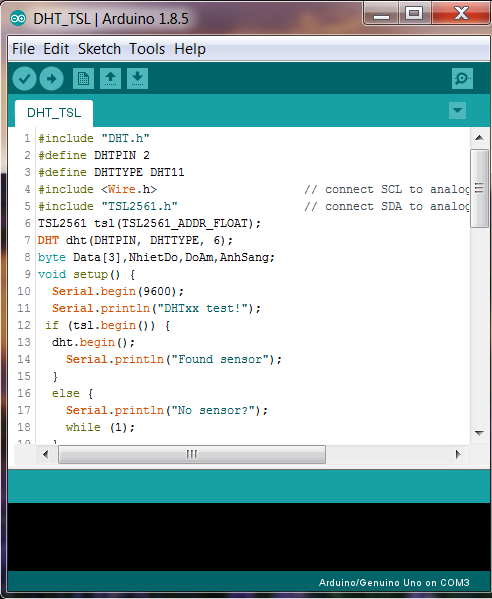 DHT_TSL | Arduino 1.8.5
File Edit Sketch Tools Help
DHT_TSL
1 #include "DHT.h"
2 #define DHTPIN 2
3 #define DHTTYPE DHT11
4 #include <Wire.h> // connect SCL to analog
5 #include "TSL2561.h" // connect SDA to analog
6 TSL2561 tsl(TSL2561_ADDR_FLOAT);
7 DHT dht(DHTPIN, DHTTYPE, 6);
8 byte Data[3],NhietDo,DoAm,AnhSang;
9 void setup() {
10 Serial.begin(9600);
11 Serial.println("DHTxx test!");
12 if (tsl.begin()) {
13 dht.begin();
14 Serial.println("Found sensor");
15 }
16 else {
17 Serial.println("No sensor?");
18 while (1);
19 }
Arduino/Genuino Uno on COM3